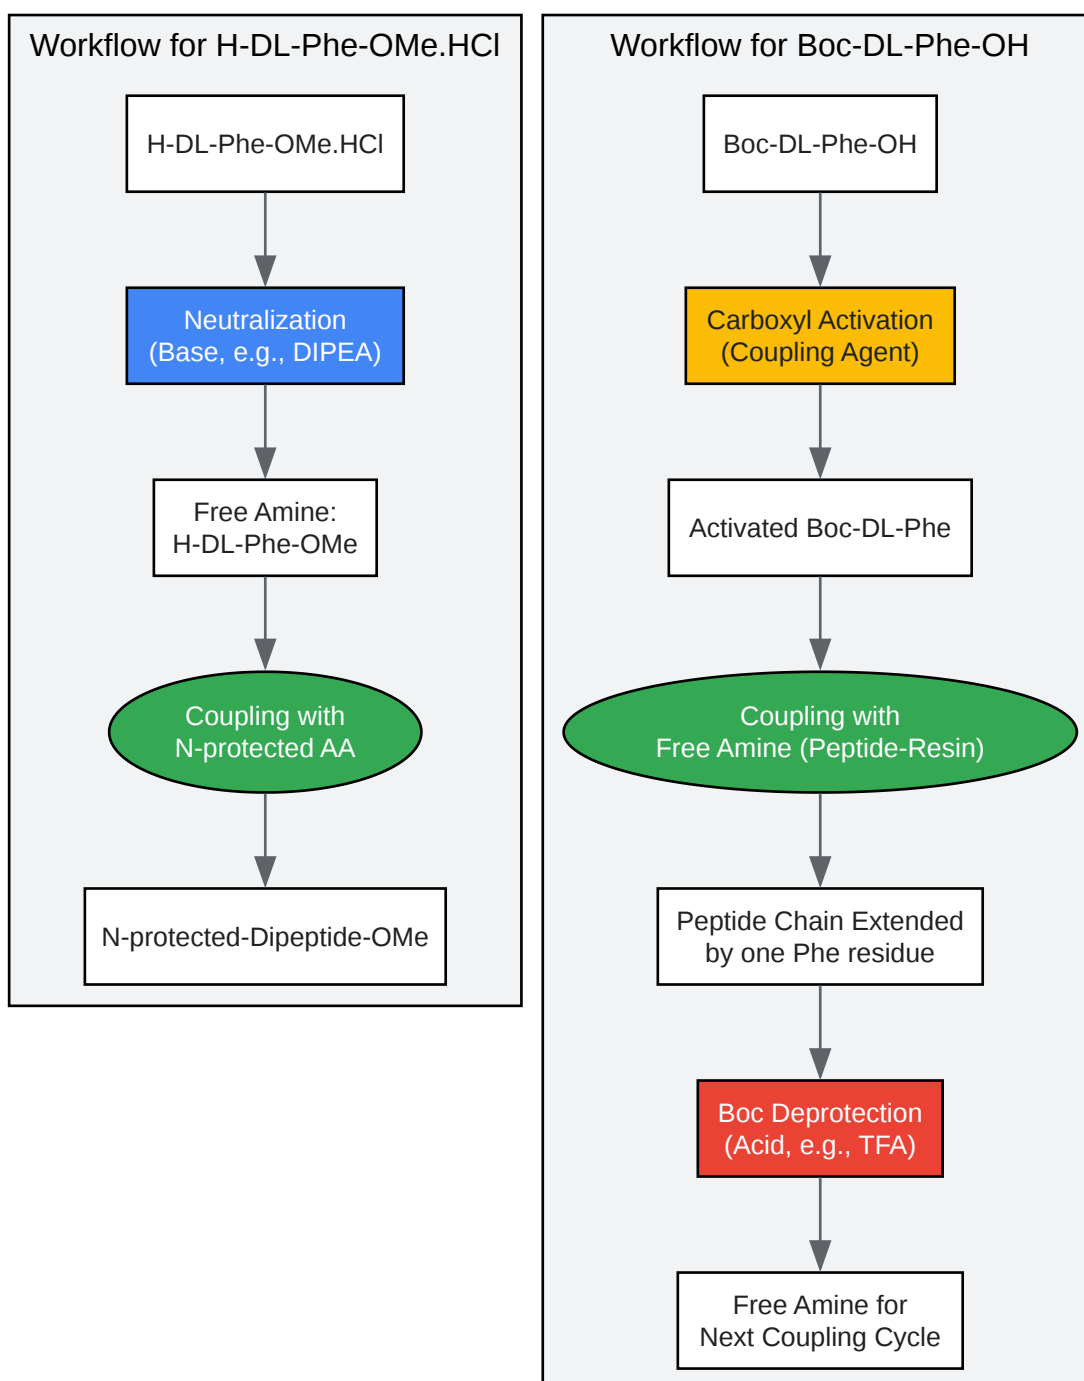 Workflow for H-DL-Phe-OMe.HCl
H-DL-Phe-OMe.HCl
Neutralization
(Base, e.g., DIPEA)
Free Amine:
H-DL-Phe-OMe
Coupling with
N-protected AA
N-protected-Dipeptide-OMe
Workflow for Boc-DL-Phe-OH
Boc-DL-Phe-OH
Carboxyl Activation
(Coupling Agent)
Activated Boc-DL-Phe
Coupling with
Free Amine (Peptide-Resin)
Peptide Chain Extended
by one Phe residue
Boc Deprotection
(Acid, e.g., TFA)
Free Amine for
Next Coupling Cycle